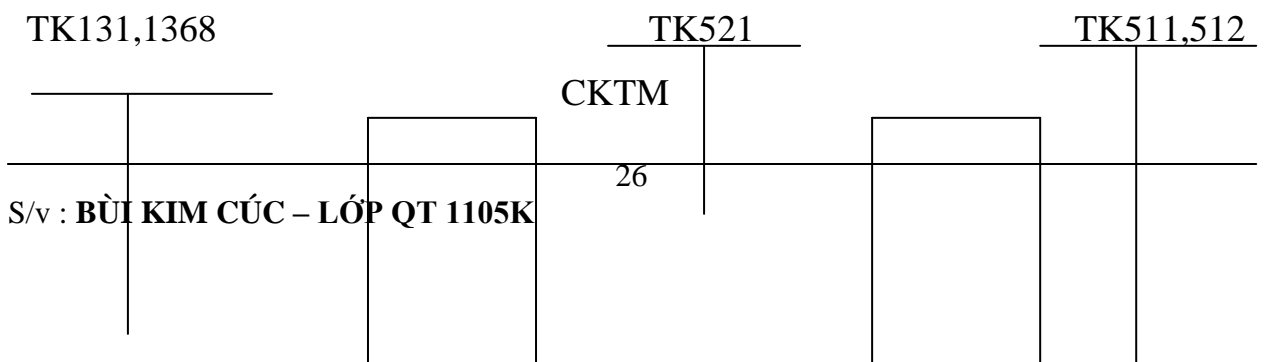 TK131,1368 TK521 TK511,512
CKTM
26
S/v : BÙI KIM CÚC – LỚP QT 1105K